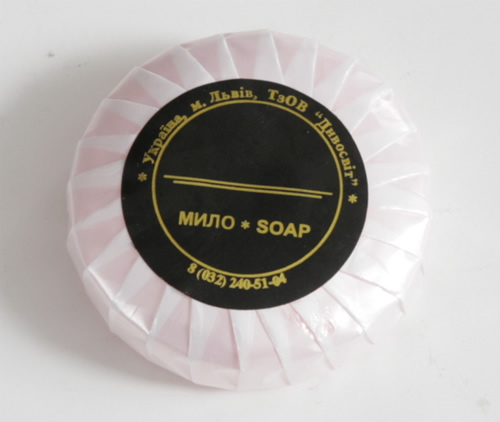 * Україна, м. Львів, ТзОВ "Дивосвіт" *
МИЛО * SOAP
8 (032) 240-51-04